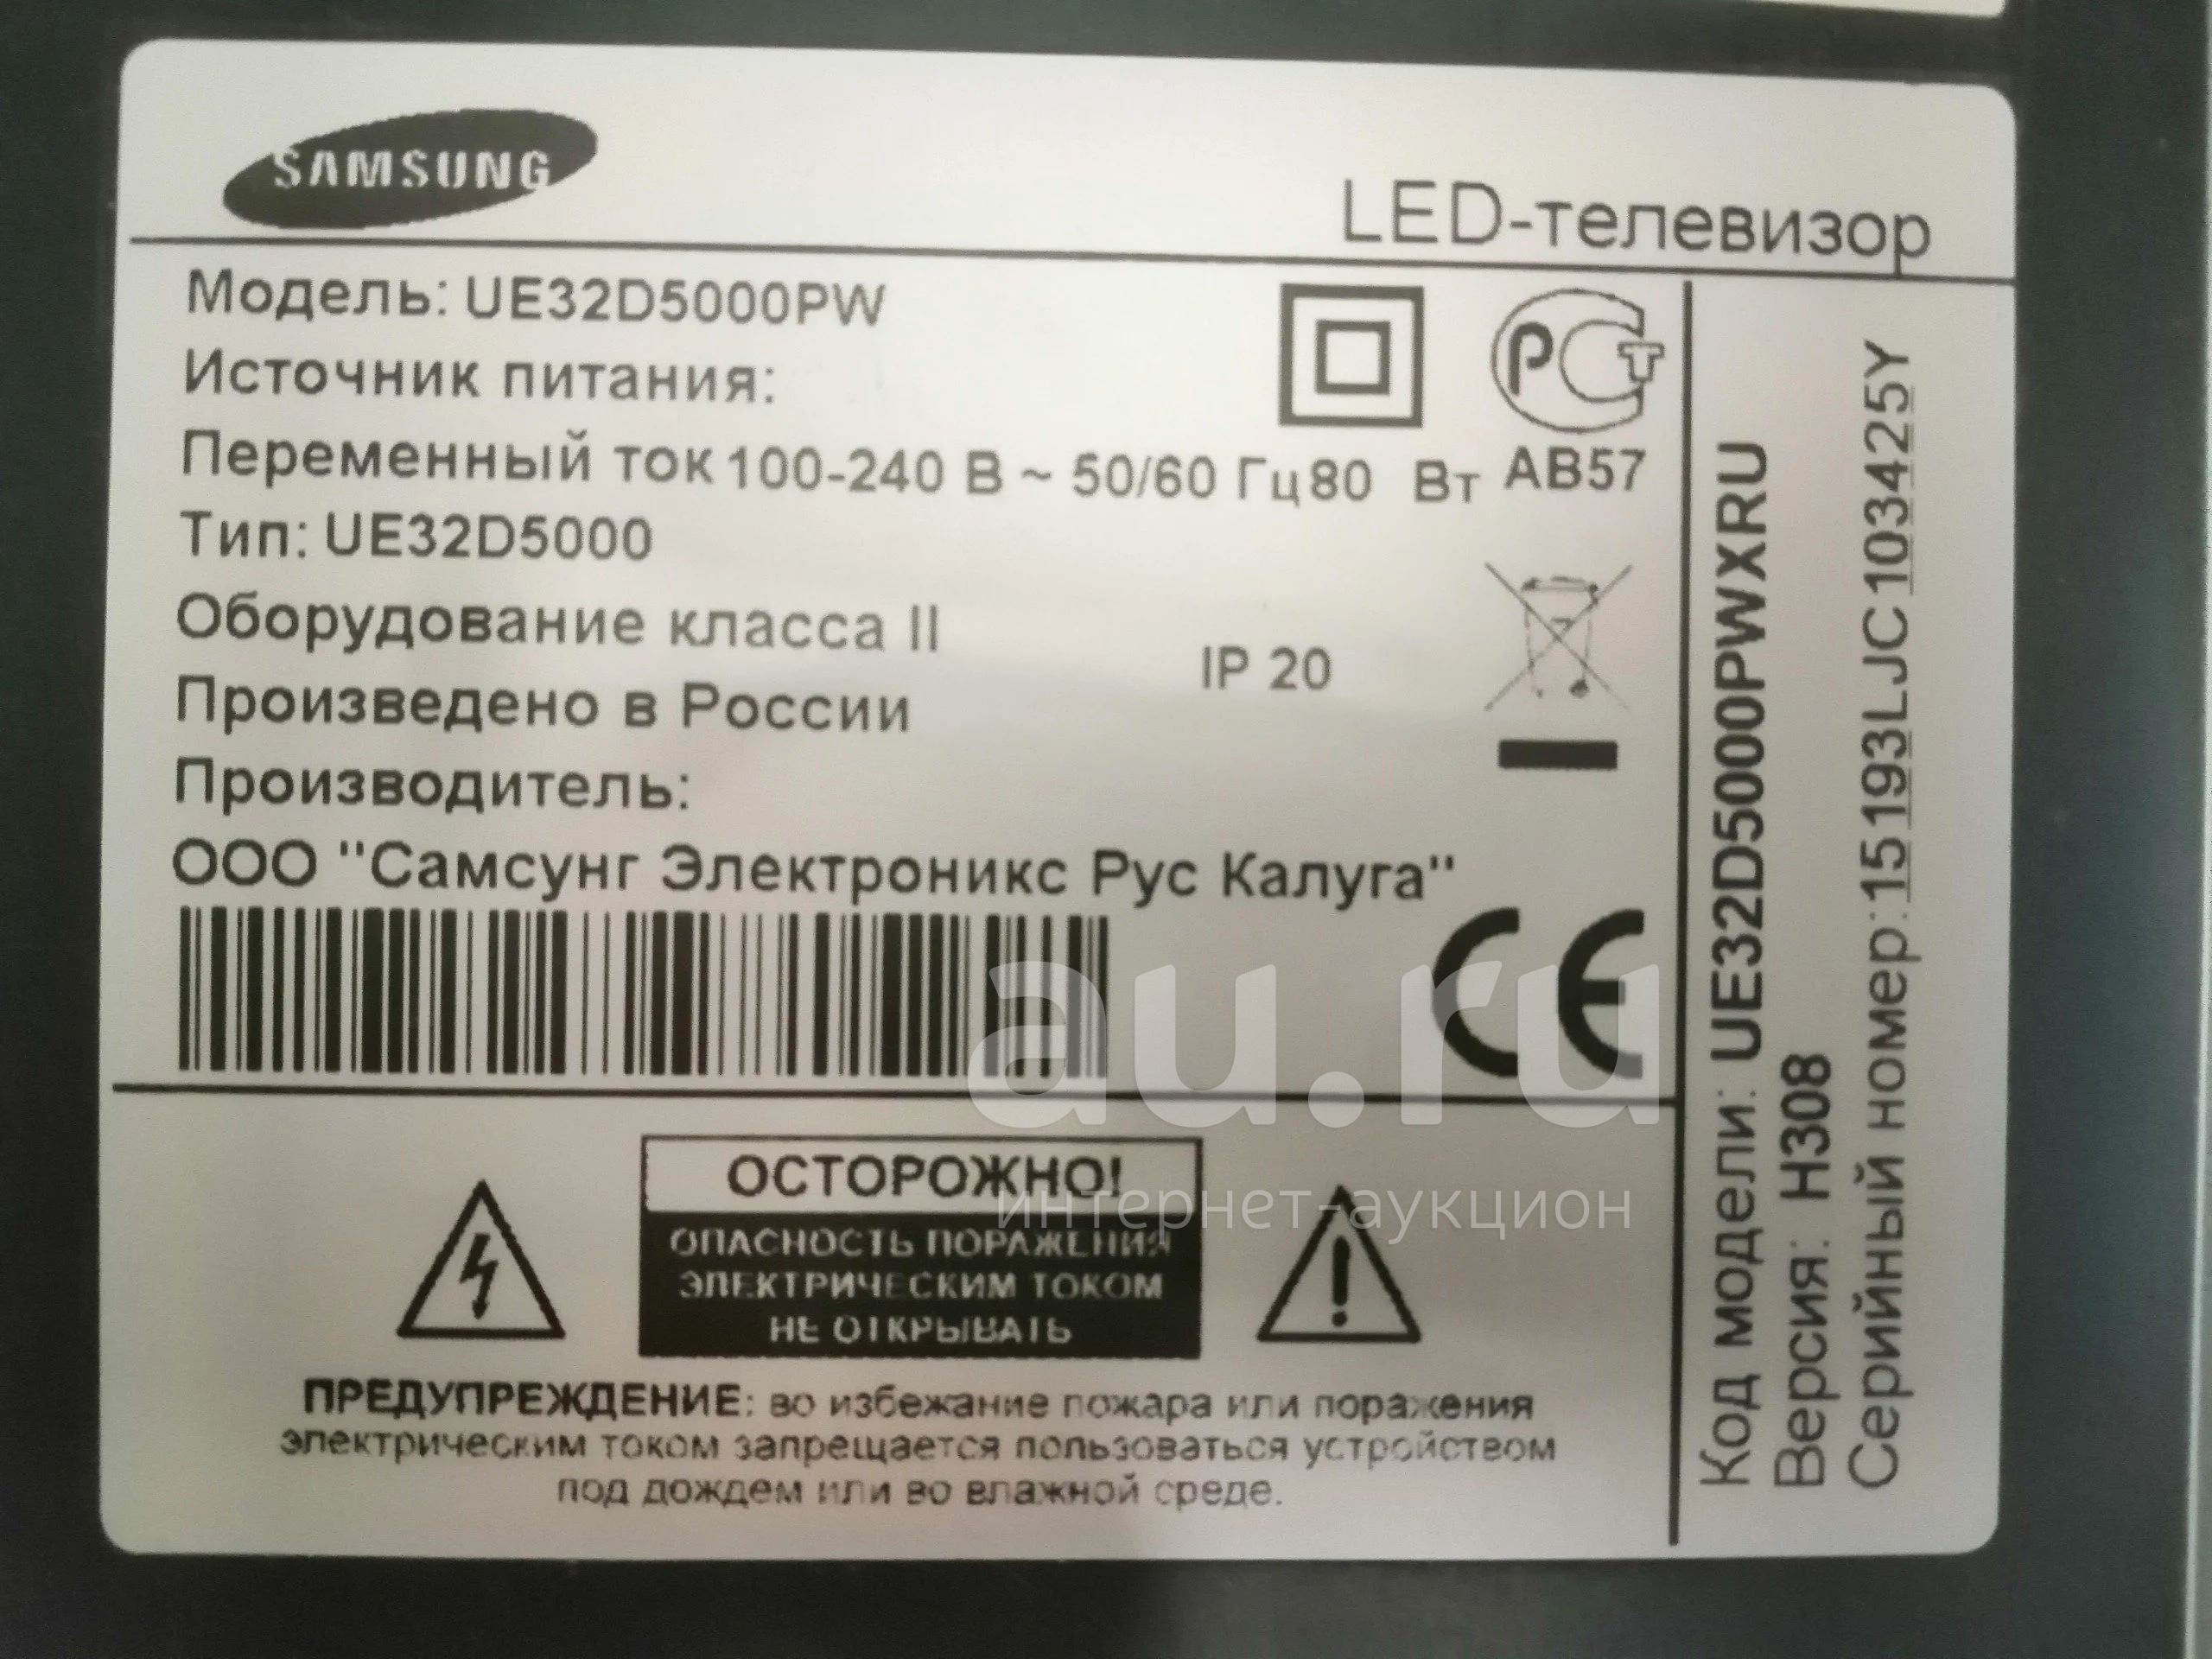 SAMSUNG
LED-телевизор
Модель: UE32D5000PW
Источник питания:
Переменный ток 100-240 В ~ 50/60 Гц 80 Вт
РСТ
АВ57
Тип: UE32D5000
Оборудование класса II
IP 20
Произведено в России
Производитель:
ООО "Самсунг Электроникс Рус Калуга"
CE
ОСТОРОЖНО!
ОПАСНОСТЬ ПОРАЖЕНИЯ
ЭЛЕКТРИЧЕСКИМ ТОКОМ
НЕ ОТКРЫВАТЬ
ПРЕДУПРЕЖДЕНИЕ: во избежание пожара или поражения
электрическим током запрещается пользоваться устройством
под дождем или во влажной среде.
Код модели: UE32D5000PWXRU
Версия: H308
Серийный номер:15193LJC103425Y
au.ru
интернет-аукцион